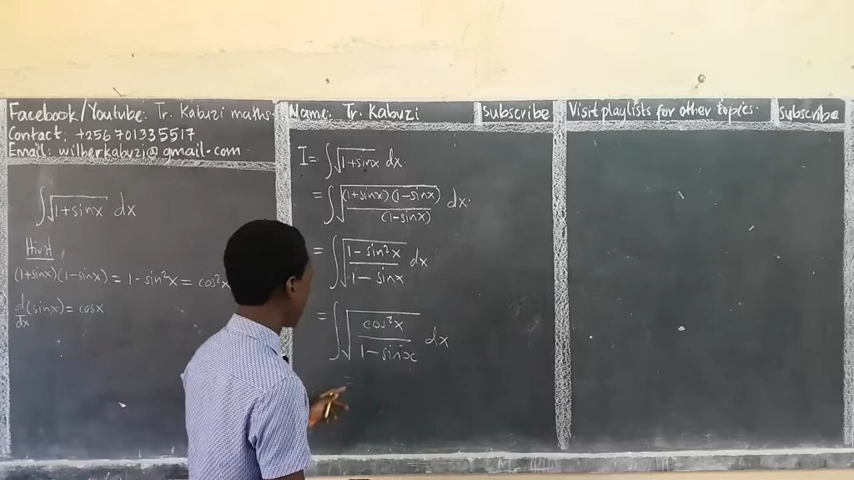 Facebook/Youtube: Tr. Kabuzi maths.
Contact, +256 701335517
Email: wilberkabuzi@gmail.com
∫√(1+sinx) dx
Hint
(1+sinx)(1-sinx) = 1-sin²x = cos²x
d/dx (sinx) = cosx
Name: Tr. Kabuzi
Subscribe
I = ∫√(1+sinx) dx
= ∫√((1+sinx)(1-sinx)/(1-sinx)) dx.
= ∫√((1-sin²x)/(1-sinx)) dx
= ∫√(cos²x/(1-sinx)) dx
=
Visit playlists for other topics.
Subscribe